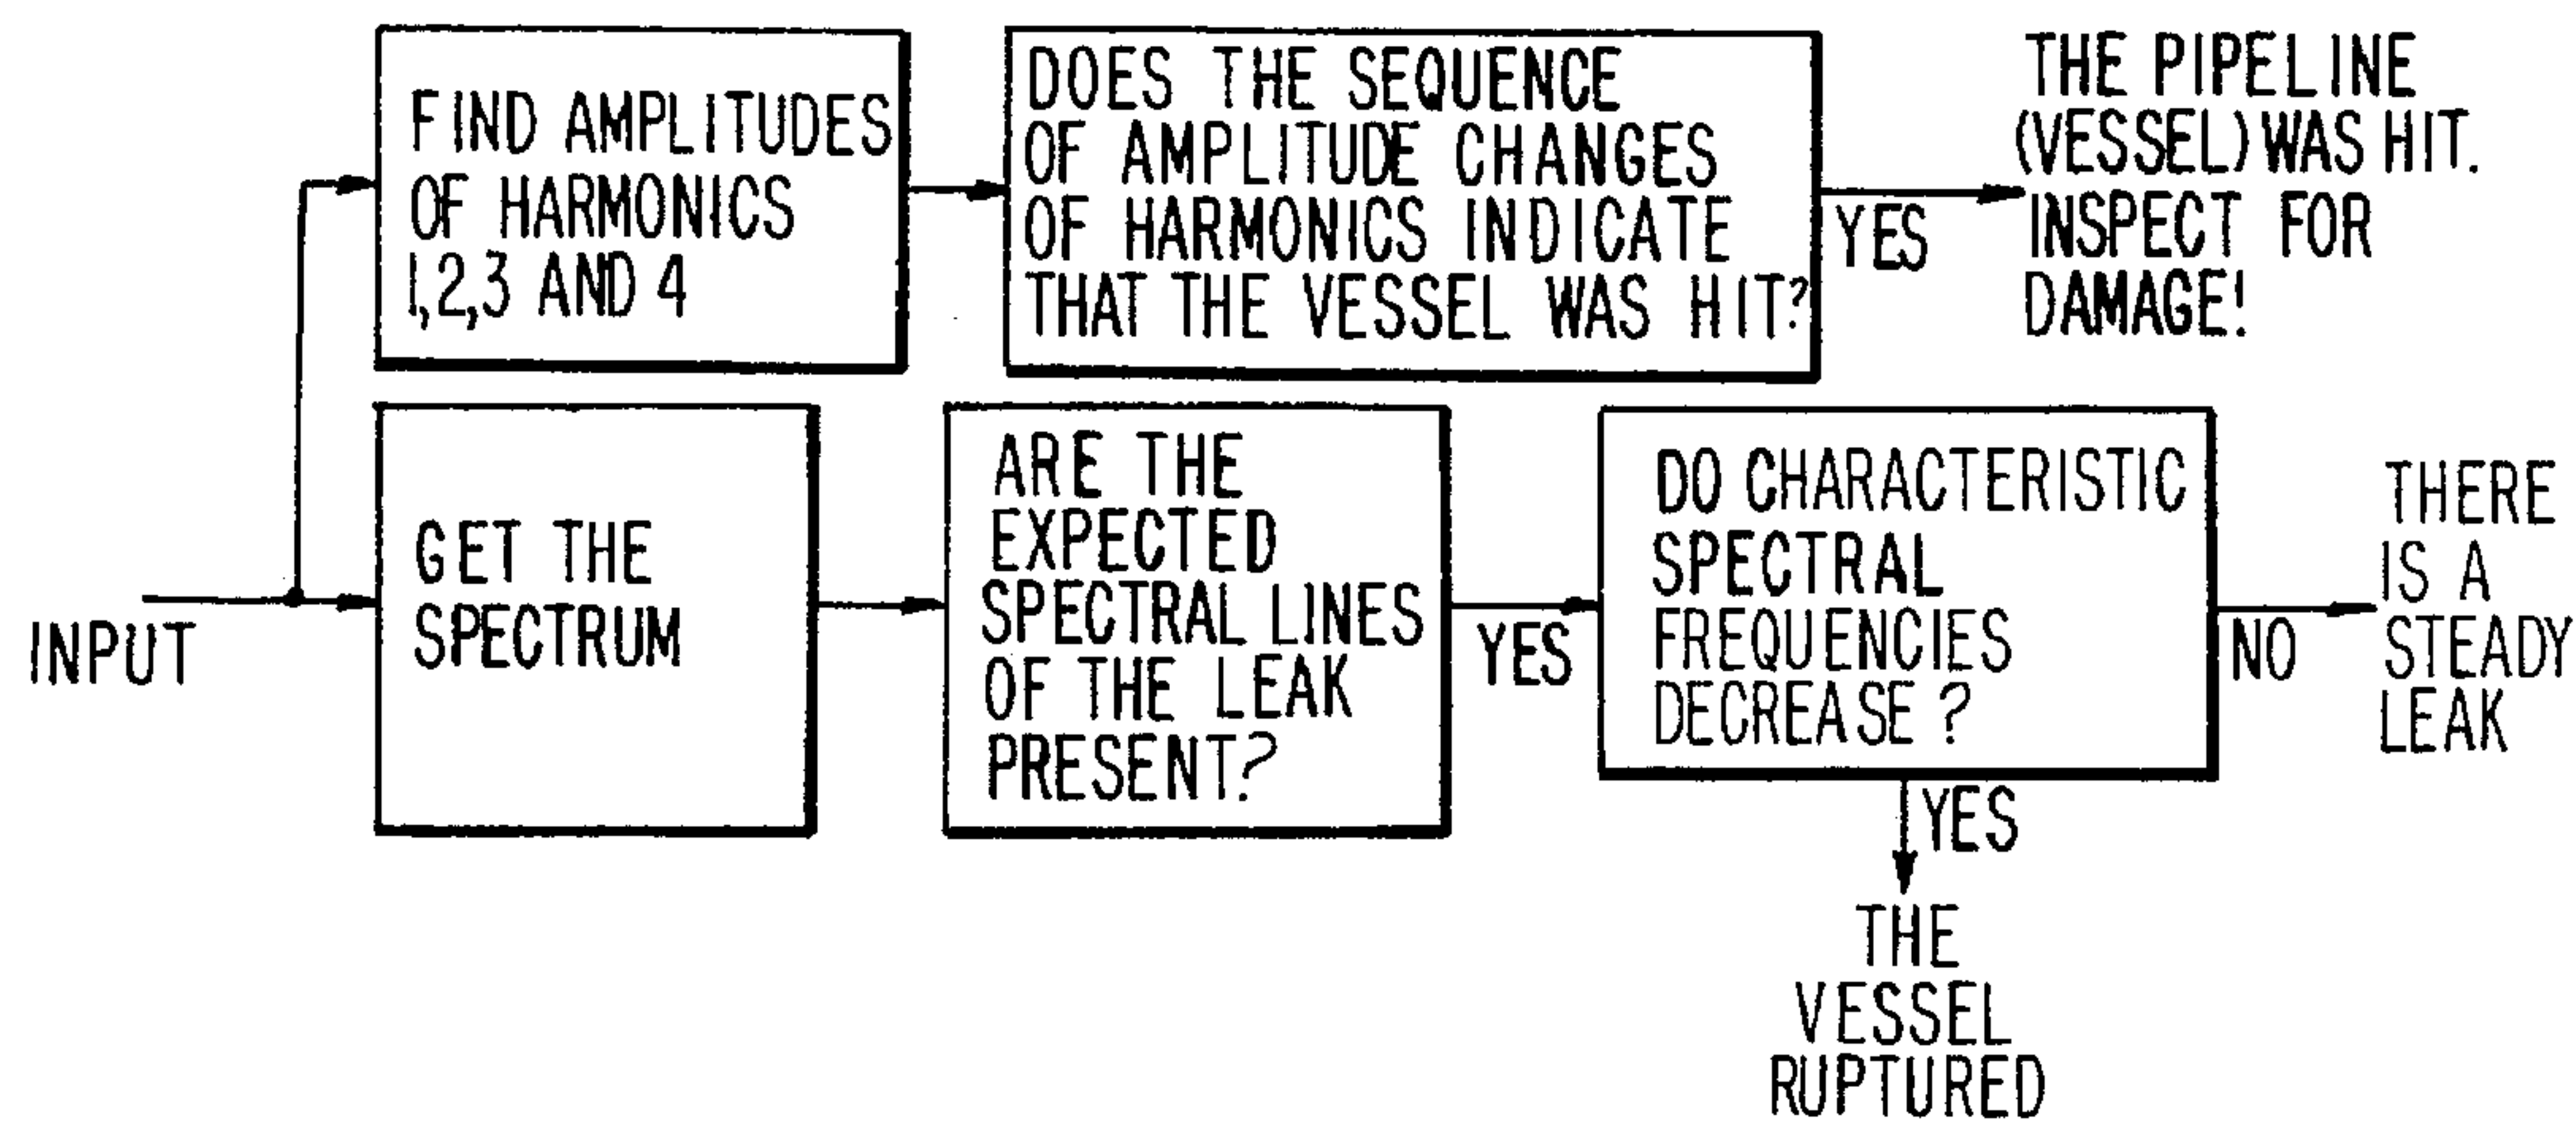 FIND AMPLITUDES
OF HARMONICS
1,2,3 AND 4
DOES THE SEQUENCE
OF AMPLITUDE CHANGES
OF HARMONICS INDICATE
THAT THE VESSEL WAS HIT?
YES
THE PIPELINE
(VESSEL) WAS HIT.
INSPECT FOR
DAMAGE!
INPUT
GET THE
SPECTRUM
ARE THE
EXPECTED
SPECTRAL LINES
OF THE LEAK
PRESENT?
YES
DO CHARACTERISTIC
SPECTRAL
FREQUENCIES
DECREASE?
NO
THERE
IS A
STEADY
LEAK
YES
THE
VESSEL
RUPTURED